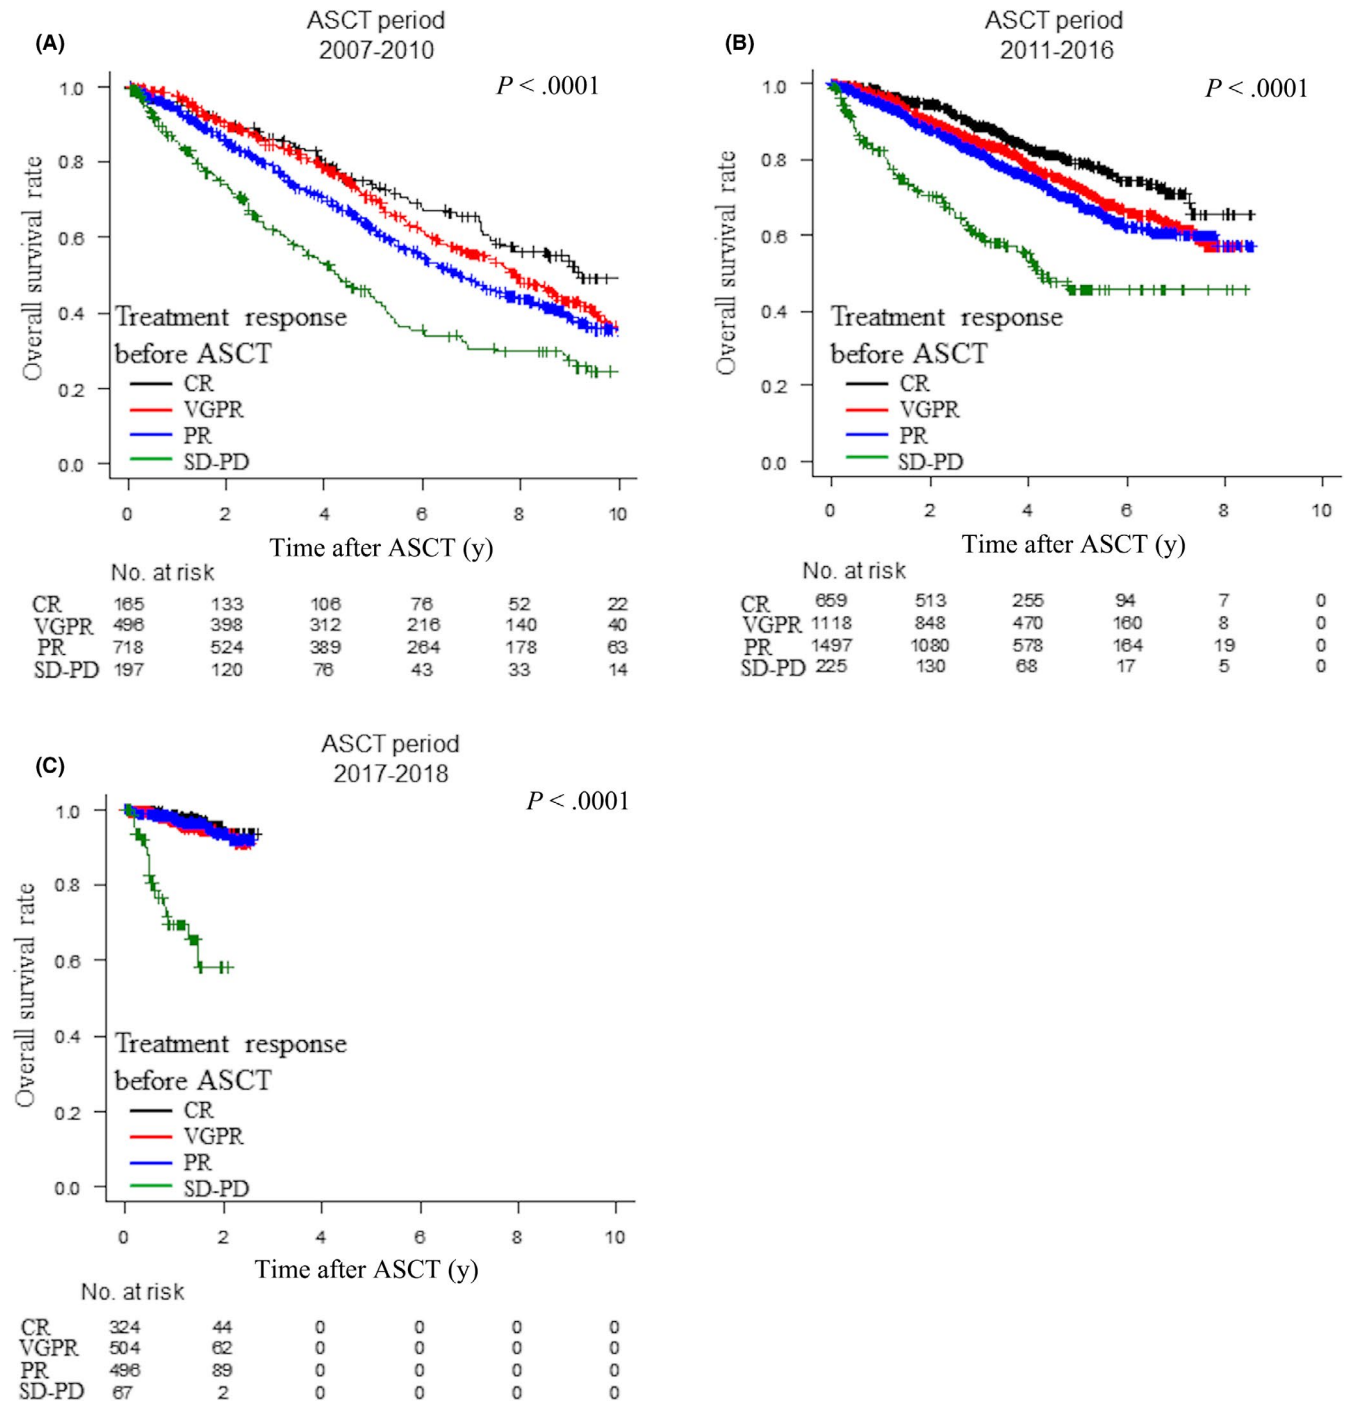 (A)
ASCT period
2007-2010
P < .0001
Overall survival rate
1.0
0.8
0.6
0.4
0.2
0.0
Treatment response
before ASCT
CR
VGPR
PR
SD-PD
0 2 4 6 8 10
Time after ASCT (y)
No. at risk
CR 165 133 106 76 52 22
VGPR 496 398 312 216 140 40
PR 718 524 389 264 178 63
SD-PD 197 120 76 43 33 14
(B)
ASCT period
2011-2016
P < .0001
Overall survival rate
1.0
0.8
0.6
0.4
0.2
0.0
Treatment response
before ASCT
CR
VGPR
PR
SD-PD
0 2 4 6 8 10
Time after ASCT (y)
No. at risk
CR 659 513 255 94 7 0
VGPR 1118 848 470 160 8 0
PR 1497 1080 578 164 19 0
SD-PD 225 130 68 17 5 0
(C)
ASCT period
2017-2018
P < .0001
Overall survival rate
1.0
0.8
0.6
0.4
0.2
0.0
Treatment response
before ASCT
CR
VGPR
PR
SD-PD
0 2 4 6 8 10
Time after ASCT (y)
No. at risk
CR 324 44 0 0 0 0
VGPR 504 62 0 0 0 0
PR 496 89 0 0 0 0
SD-PD 67 2 0 0 0 0